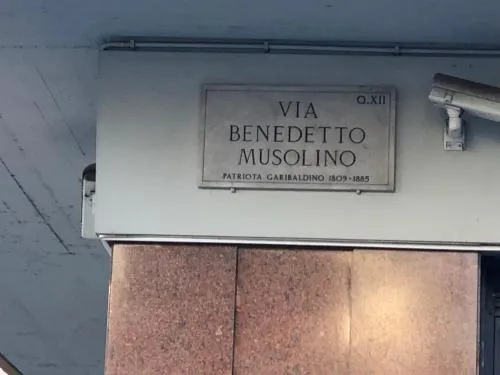 Q.XII
VIA
BENEDETTO
MUSOLINO
PATRIOTA GARIBALDINO 1809-1885